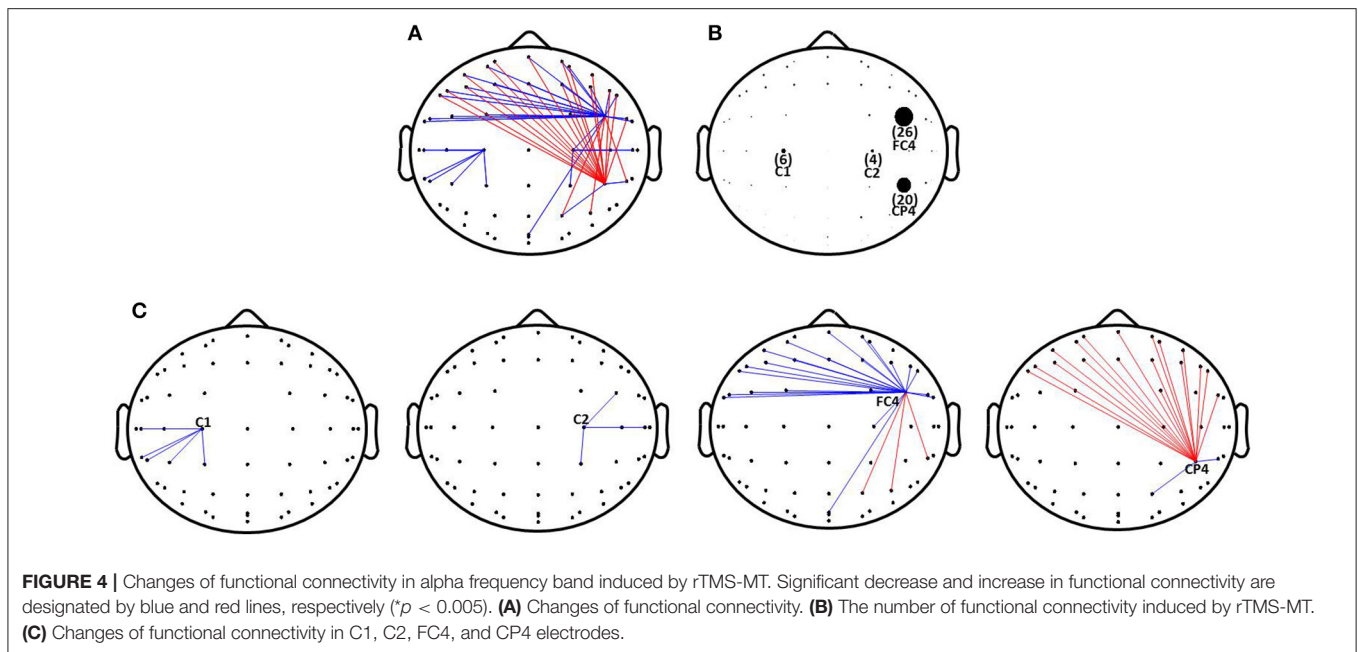 A
B
(26)
FC4
(6)
C1
(4)
C2
(20)
CP4
C
C1
C2
FC4
CP4
FIGURE 4 | Changes of functional connectivity in alpha frequency band induced by rTMS-MT. Significant decrease and increase in functional connectivity are
designated by blue and red lines, respectively (*p < 0.005). (A) Changes of functional connectivity. (B) The number of functional connectivity induced by rTMS-MT.
(C) Changes of functional connectivity in C1, C2, FC4, and CP4 electrodes.